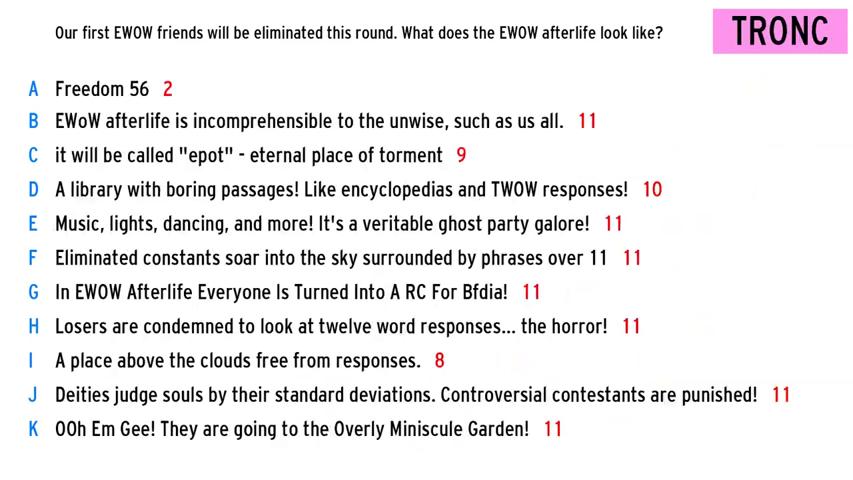 Our first EWOW friends will be eliminated this round. What does the EWOW afterlife look like?
TRONC
A Freedom 56 2
B EWoW afterlife is incomprehensible to the unwise, such as us all. 11
C it will be called "epot" - eternal place of torment 9
D A library with boring passages! Like encyclopedias and TWOW responses! 10
E Music, lights, dancing, and more! It's a veritable ghost party galore! 11
F Eliminated constants soar into the sky surrounded by phrases over 11 11
G In EWOW Afterlife Everyone Is Turned Into A RC For Bfdia! 11
H Losers are condemned to look at twelve word responses... the horror! 11
I A place above the clouds free from responses. 8
J Deities judge souls by their standard deviations. Controversial contestants are punished! 11
K OOh Em Gee! They are going to the Overly Miniscule Garden! 11